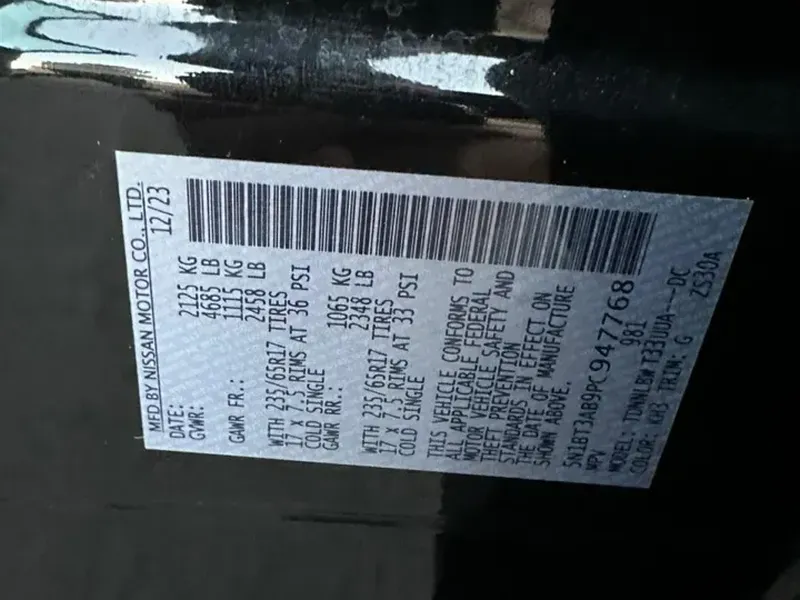 MFD BY NISSAN MOTOR CO., LTD.
DATE: 12/23
GVWR: 2125 KG
4685 LB
GAWR FR.: 1115 KG
2458 LB
WITH 235/65R17 TIRES
17 X 7.5 RIMS AT 36 PSI
COLD SINGLE
GAWR RR.: 1065 KG
2348 LB
WITH 235/65R17 TIRES
17 X 7.5 RIMS AT 33 PSI
COLD SINGLE
THIS VEHICLE CONFORMS TO
ALL APPLICABLE FEDERAL
MOTOR VEHICLE SAFETY AND
THEFT PREVENTION
STANDARDS IN EFFECT ON
THE DATE OF MANUFACTURE
SHOWN ABOVE.
5N1BT3AB9PC947768
MPV 981
MODEL: TDNNLBW T33UUA---DC
COLOR: KH3 TRIM: G ZS30A